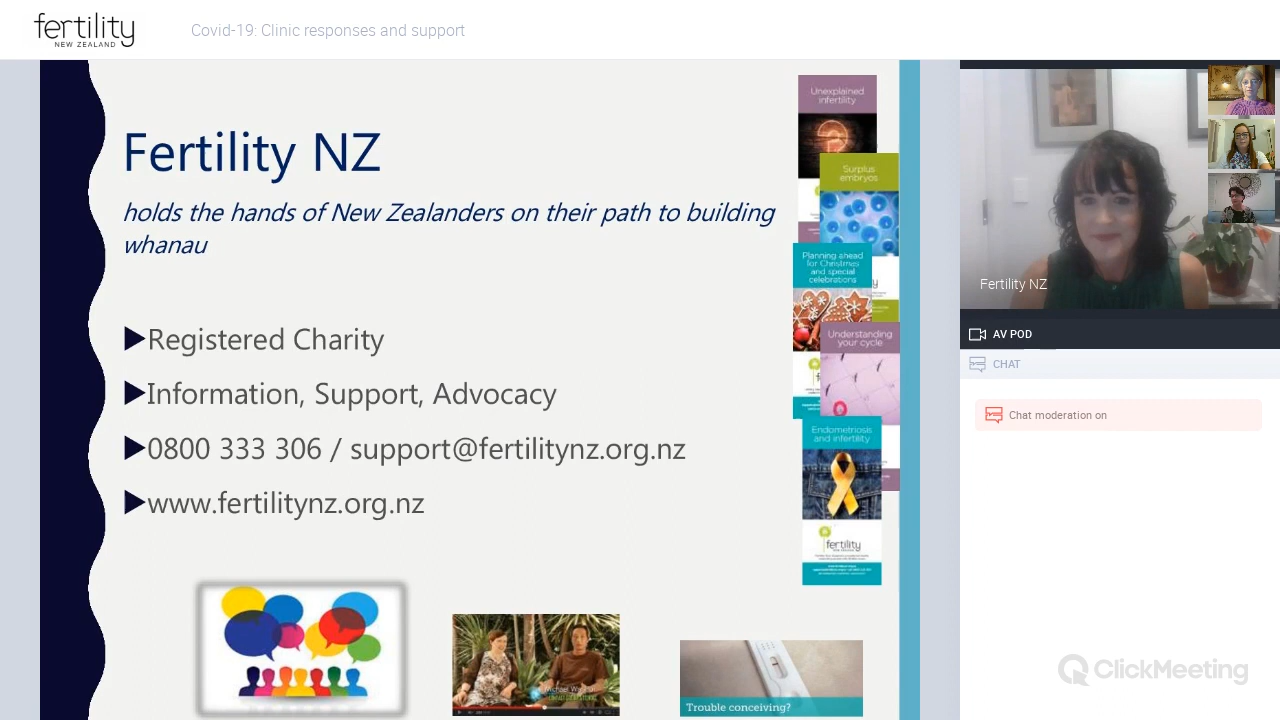 fertility
NEW ZEALAND
Covid-19: Clinic responses and support
Fertility NZ
holds the hands of New Zealanders on their path to building
whanau
Registered Charity
Information, Support, Advocacy
0800 333 306 / support@fertilitynz.org.nz
www.fertilitynz.org.nz
Unexplained
infertility
Surplus
embryos
Planning ahead
for Christmas
and special
celebrations
Understanding
your cycle
Endometriosis
and infertility
fertility
NEW ZEALAND
Trouble conceiving?
Fertility NZ
AV POD
CHAT
Chat moderation on
ClickMeeting